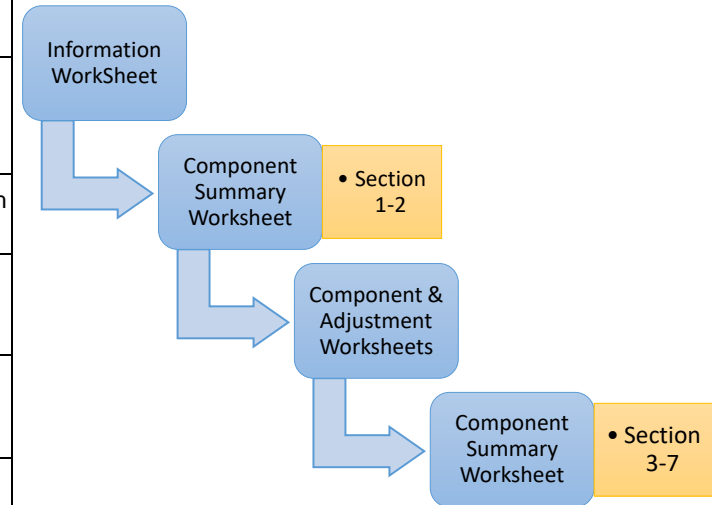 Information
WorkSheet
Component
Summary
Worksheet
• Section
1-2
n
Component &
Adjustment
Worksheets
Component
Summary
Worksheet
• Section
3-7